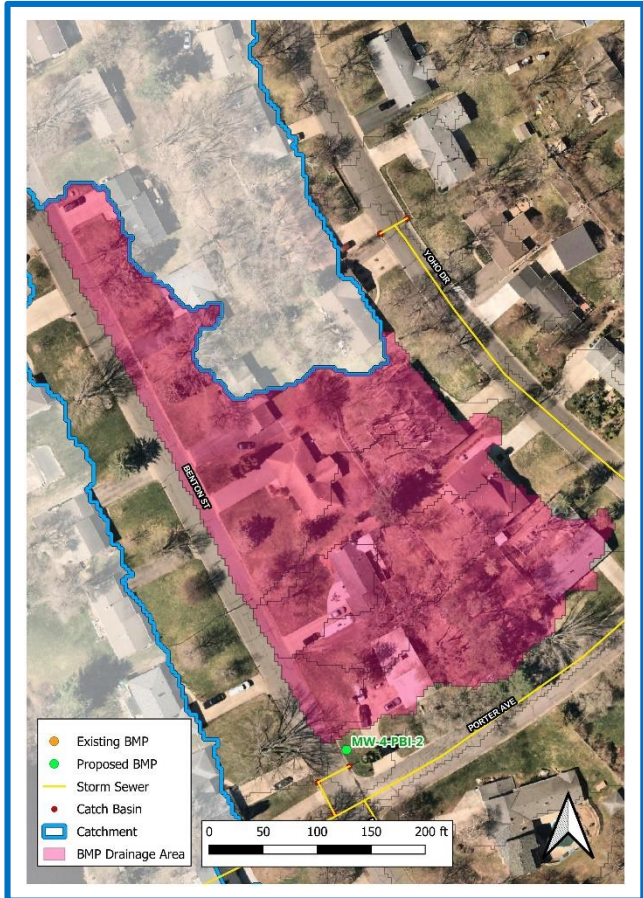 YOHO DR
BENTON ST
PORTER AVE
MW-4-PBI-2
Existing BMP
Proposed BMP
Storm Sewer
Catch Basin
Catchment
BMP Drainage Area
0 50 100 150 200 ft